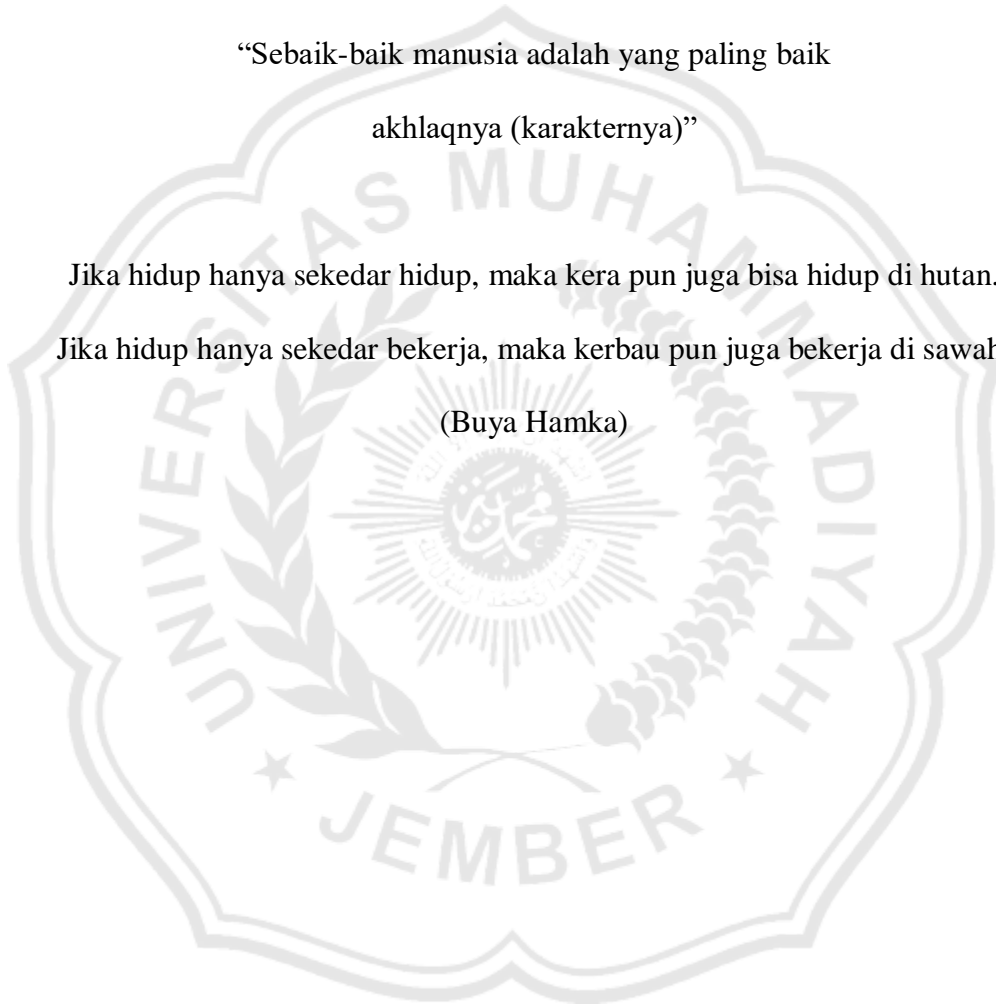 “Sebaik-baik manusia adalah yang paling baik
akhlaqnya (karakternya)”
Jika hidup hanya sekedar hidup, maka kera pun juga bisa hidup di hutan.
Jika hidup hanya sekedar bekerja, maka kerbau pun juga bekerja di sawah
(Buya Hamka)
UNIVERSITAS MUHAMMADIYAH
JEMBER